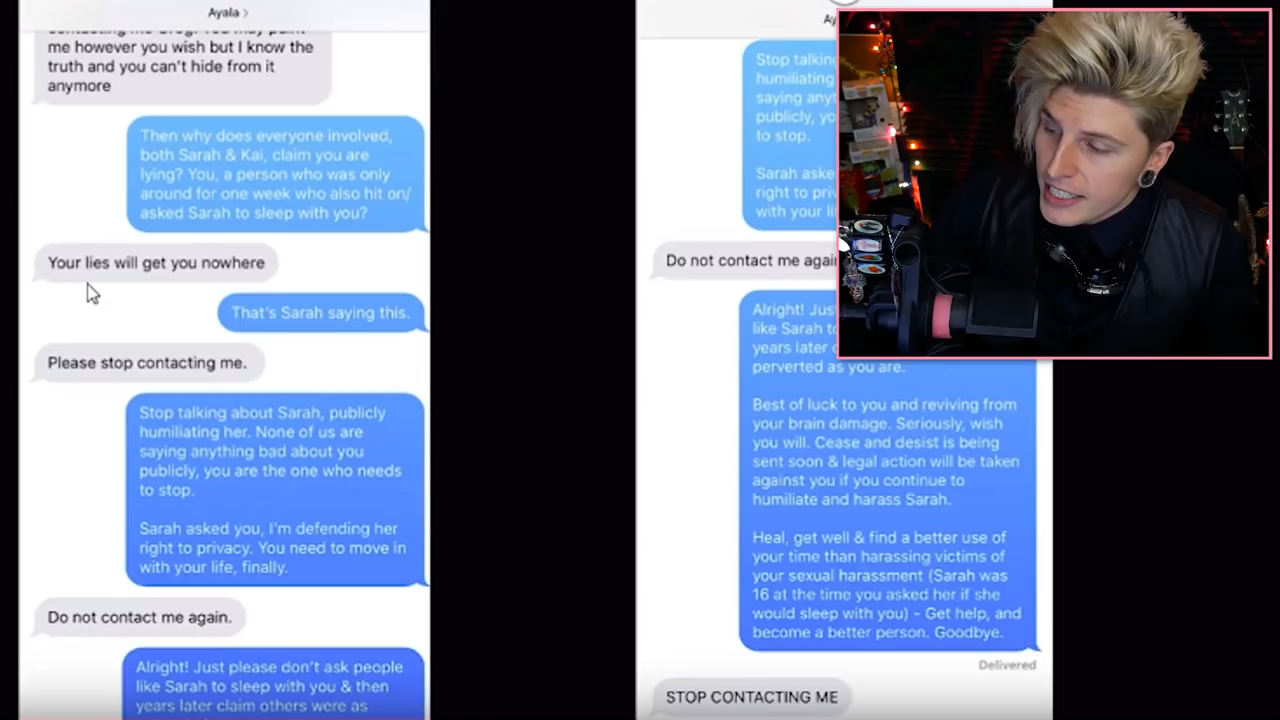 Ayala >
me however you wish but I know the
truth and you can't hide from it
anymore
Then why does everyone involved,
both Sarah & Kai, claim you are
lying? You, a person who was only
around for one week who also hit on/
asked Sarah to sleep with you?
Your lies will get you nowhere
That's Sarah saying this.
Please stop contacting me.
Stop talking about Sarah, publicly
humiliating her. None of us are
saying anything bad about you
publicly, you are the one who needs
to stop.
Sarah asked you, I'm defending her
right to privacy. You need to move in
with your life, finally.
Do not contact me again.
Alright! Just please don't ask people
like Sarah to sleep with you & then
years later claim others were as
Ay
Stop talkin
humiliating
saying anyt
publicly, yo
to stop.
Sarah aske
right to priv
with your li
Do not contact me agai
Alright! Jus
like Sarah to
years later c
perverted as you are.
Best of luck to you and reviving from
your brain damage. Seriously, wish
you will. Cease and desist is being
sent soon & legal action will be taken
against you if you continue to
humiliate and harass Sarah.
Heal, get well & find a better use of
your time than harassing victims of
your sexual harassment (Sarah was
16 at the time you asked her if she
would sleep with you) - Get help, and
become a better person. Goodbye.
Delivered
STOP CONTACTING ME